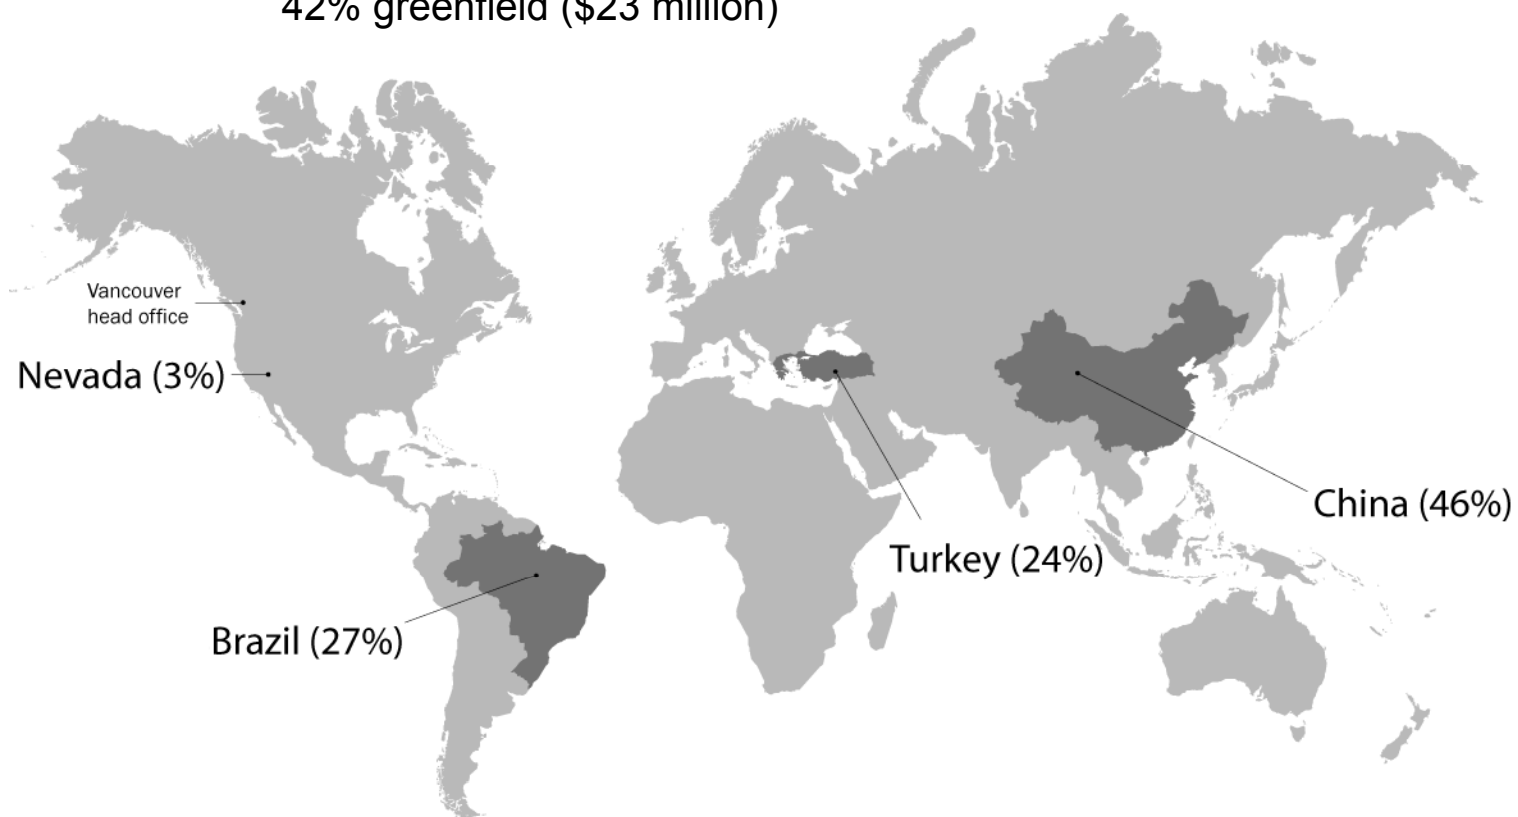 42% greenfield ($23 million)
Vancouver
head office
Nevada (3%)
China (46%)
Turkey (24%)
Brazil (27%)